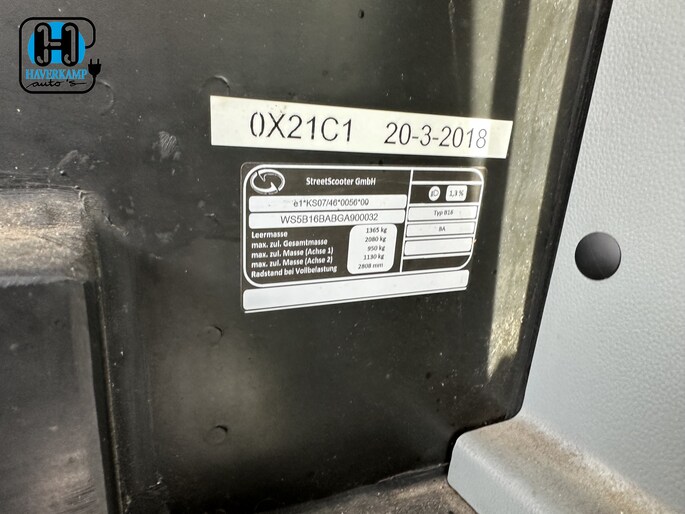 HAVERKAMP
auto's
0X21C1 20-3-2018
StreetScooter GmbH
e1*KS07/46*0056*00
WS5B16BABGA900032
Leermasse 1365 kg
max. zul. Gesamtmasse 2080 kg
max. zul. Masse (Achse 1) 950 kg
max. zul. Masse (Achse 2) 1130 kg
Radstand bei Vollbelastung 2808 mm
1,3 %
Typ B16
BA